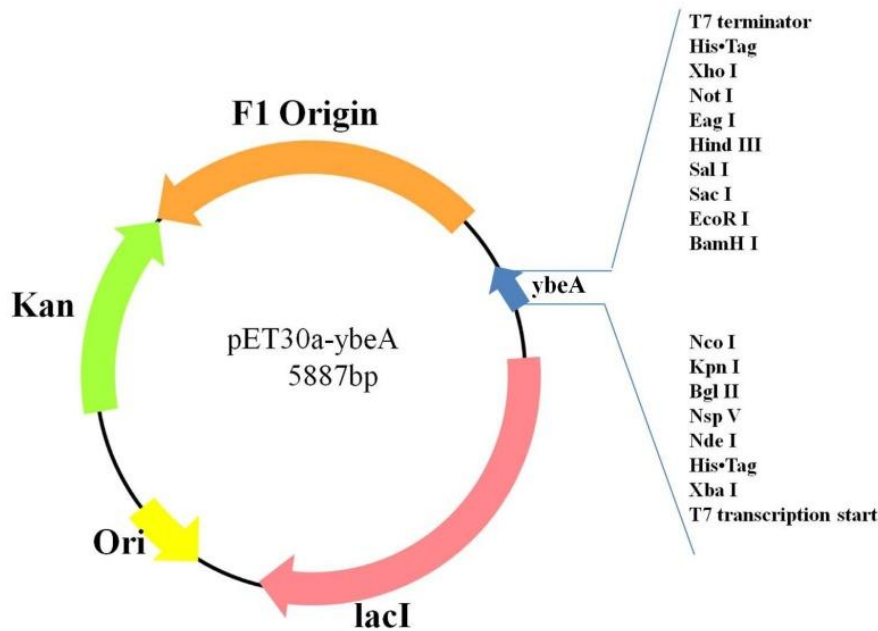 T7 terminator
His•Tag
Xho I
Not I
Eag I
Hind III
Sal I
Sac I
EcoR I
BamH I
F1 Origin
ybeA
Kan
pET30a-ybeA
5887bp
Nco I
Kpn I
Bgl II
Nsp V
Nde I
His•Tag
Xba I
T7 transcription start
Ori
lacI